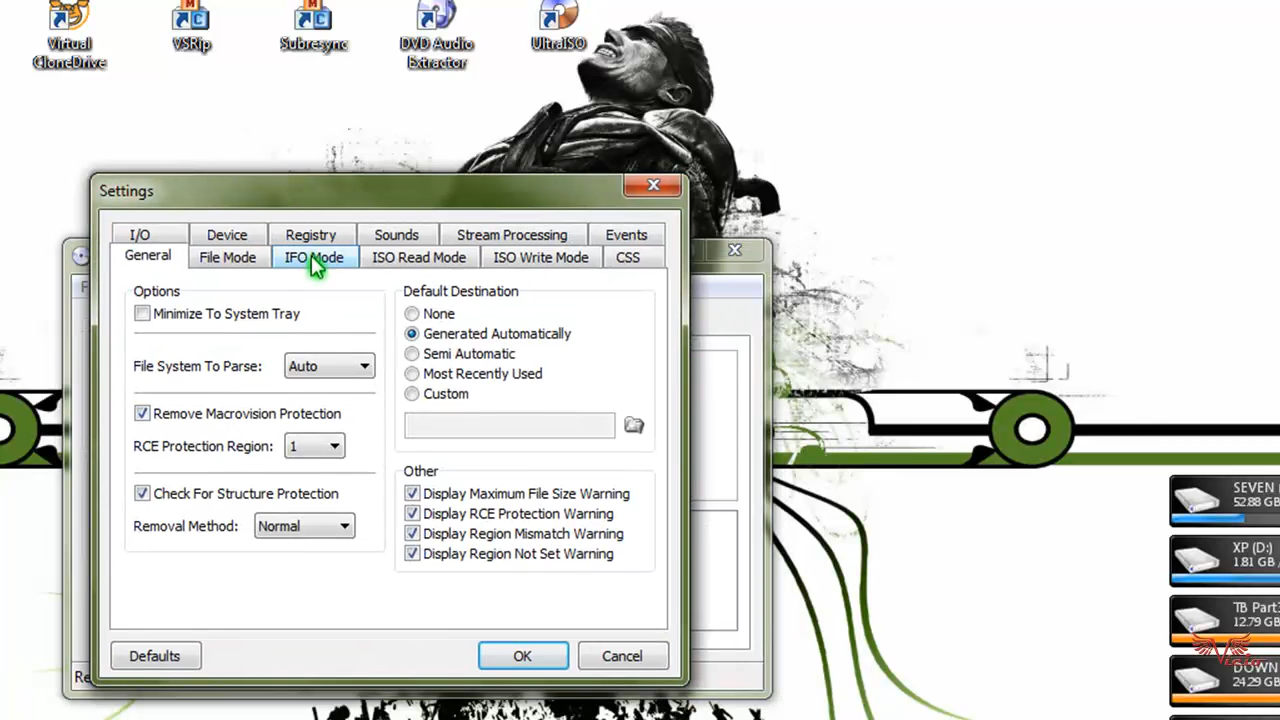 Virtual CloneDrive
VSRip
Subresync
DVD Audio Extractor
UltraISO
Settings
I/O
Device
Registry
Sounds
Stream Processing
Events
General
File Mode
IFO Mode
ISO Read Mode
ISO Write Mode
CSS
Options
Minimize To System Tray
File System To Parse:
Auto
Remove Macrovision Protection
RCE Protection Region:
1
Check For Structure Protection
Removal Method:
Normal
Default Destination
None
Generated Automatically
Semi Automatic
Most Recently Used
Custom
Other
Display Maximum File Size Warning
Display RCE Protection Warning
Display Region Mismatch Warning
Display Region Not Set Warning
Defaults
OK
Cancel
F
Re
SEVEN (
52.88 GB
XP (D:)
1.81 GB /
TB Part
12.79 GB
DOWN
24.29 GB